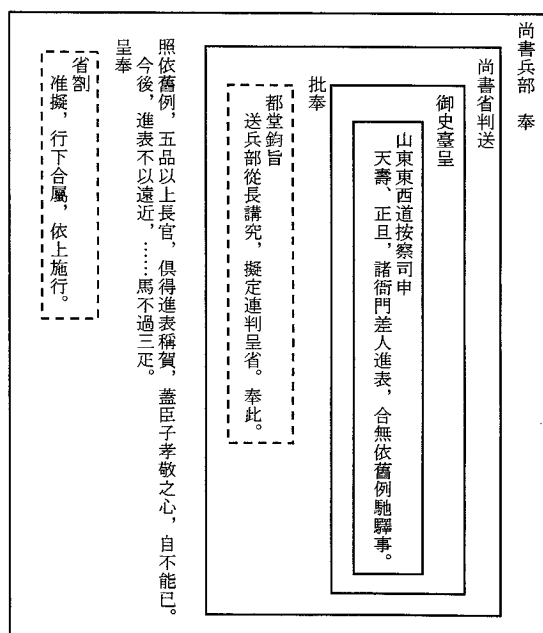 尚書兵部　奉
尚書省判送
御史臺呈
山東東西道按察司申
天壽、正旦，諸衙門差人進表，合無依舊例馳驛事。
批奉
都堂鈞旨
送兵部從長講究，擬定連判呈省。奉此。
照依舊例，五品以上長官，俱得進表稱賀，蓋臣子孝敬之心，自不能已。
今後，進表不以遠近，……馬不過三疋。
呈奉
省劄
准擬，行下合屬，依上施行。